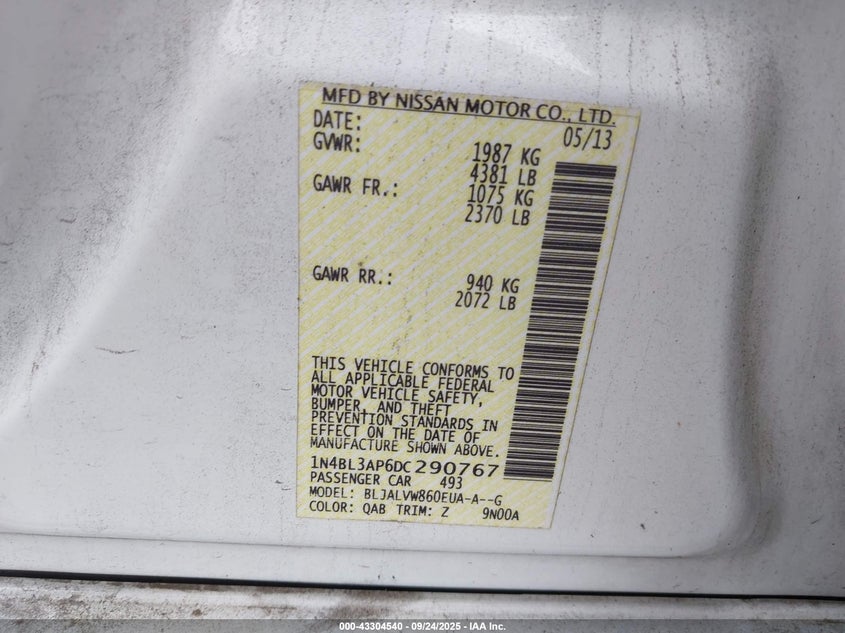 MFD BY NISSAN MOTOR CO., LTD.
DATE: 05/13
GVWR: 1987 KG
4381 LB
GAWR FR.: 1075 KG
2370 LB
GAWR RR.: 940 KG
2072 LB
THIS VEHICLE CONFORMS TO
ALL APPLICABLE FEDERAL
MOTOR VEHICLE SAFETY,
BUMPER, AND THEFT
PREVENTION STANDARDS IN
EFFECT ON THE DATE OF
MANUFACTURE SHOWN ABOVE.
1N4BL3AP6DC290767
PASSENGER CAR 493
MODEL: BLJALVW860EUA-A--G
COLOR: QAB TRIM: Z 9N00A
000-43304540 - 09/24/2025 - IAA Inc.